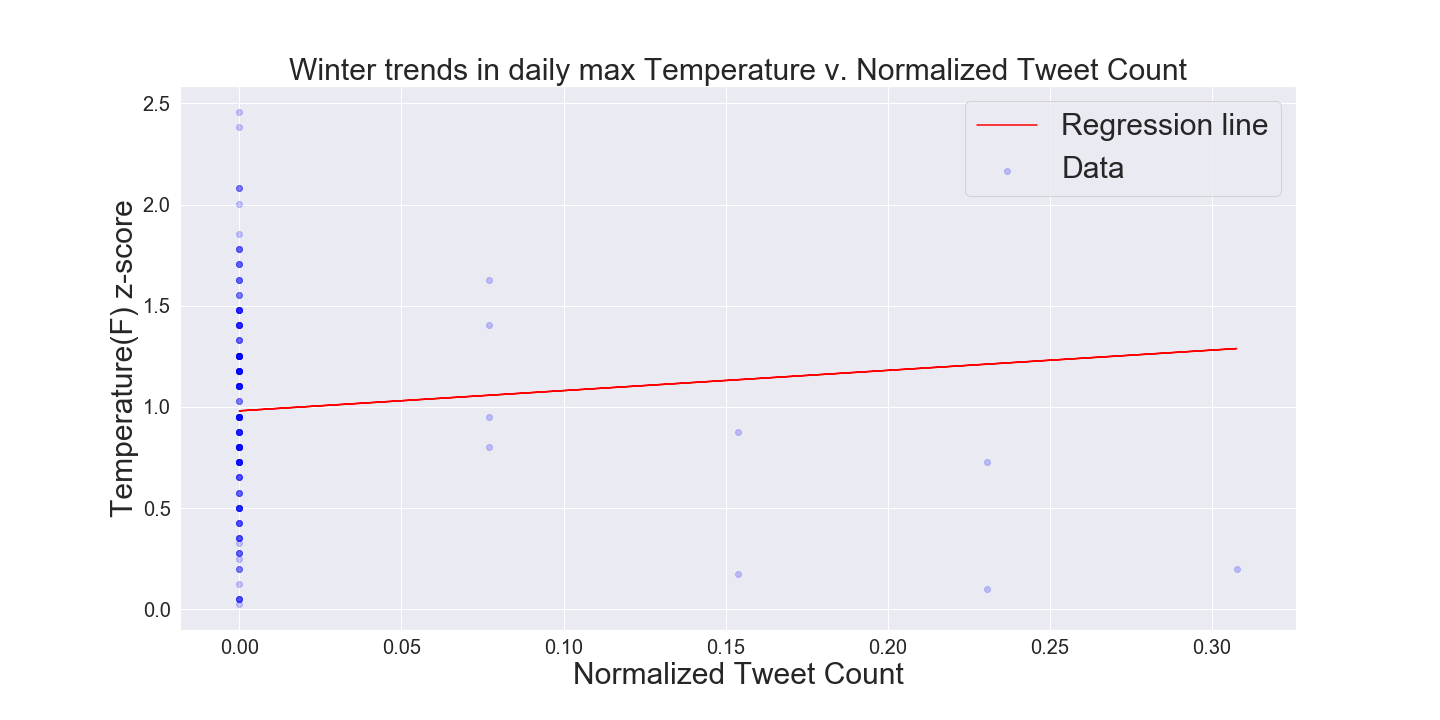 Winter trends in daily max Temperature v. Normalized Tweet Count
Regression line
Data
Temperature(F) z-score
2.5
2.0
1.5
1.0
0.5
0.0
0.00 0.05 0.10 0.15 0.20 0.25 0.30
Normalized Tweet Count